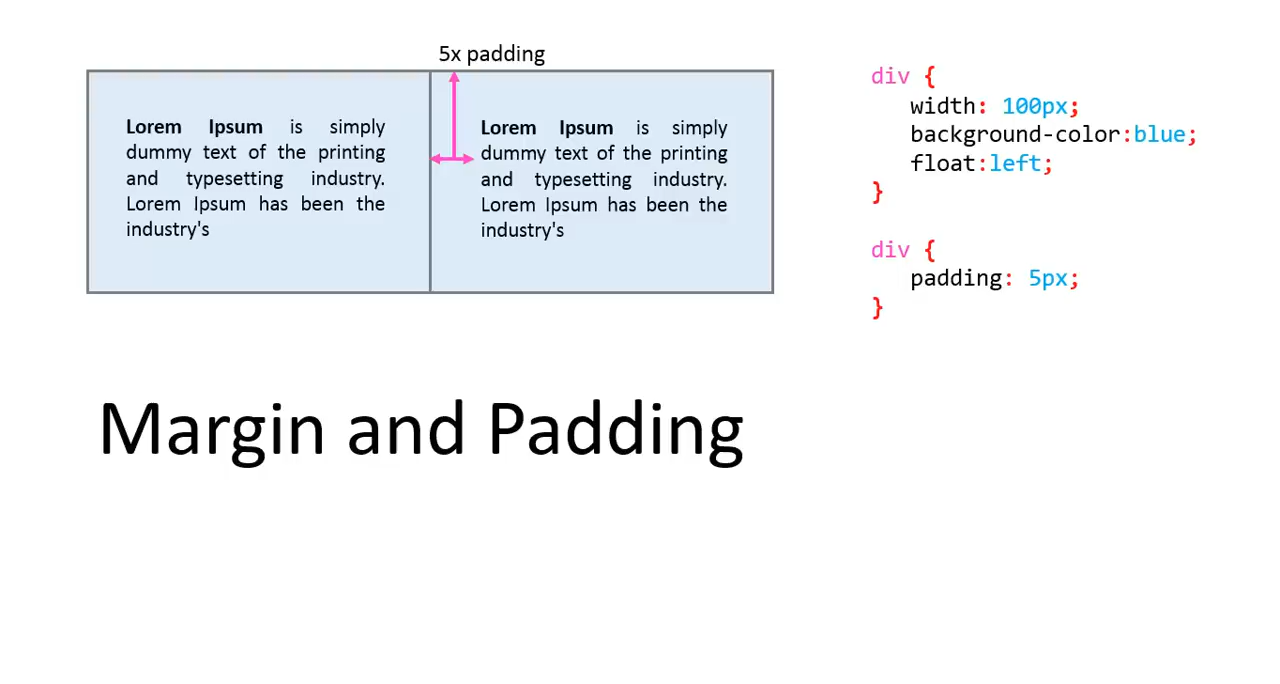 5x padding
Lorem Ipsum is simply
dummy text of the printing
and typesetting industry.
Lorem Ipsum has been the
industry's
Lorem Ipsum is simply
dummy text of the printing
and typesetting industry.
Lorem Ipsum has been the
industry's
div {
width: 100px;
background-color:blue;
float:left;
}
div {
padding: 5px;
}
Margin and Padding